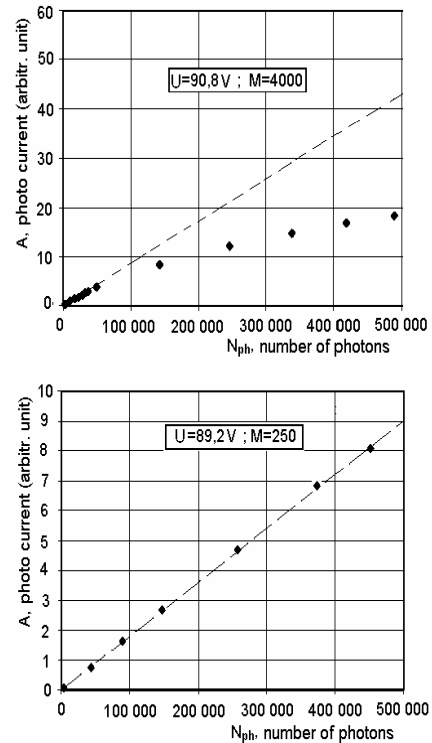 A, photo current (arbitr. unit)
60
50
40
30
20
10
0
U=90,8V ; M=4000
0 100 000 200 000 300 000 400 000 500 000
Nph, number of photons
A, photo current (arbitr. unit)
10
9
8
7
6
5
4
3
2
1
0
U=89,2V ; M=250
0 100 000 200 000 300 000 400 000 500 000
Nph, number of photons